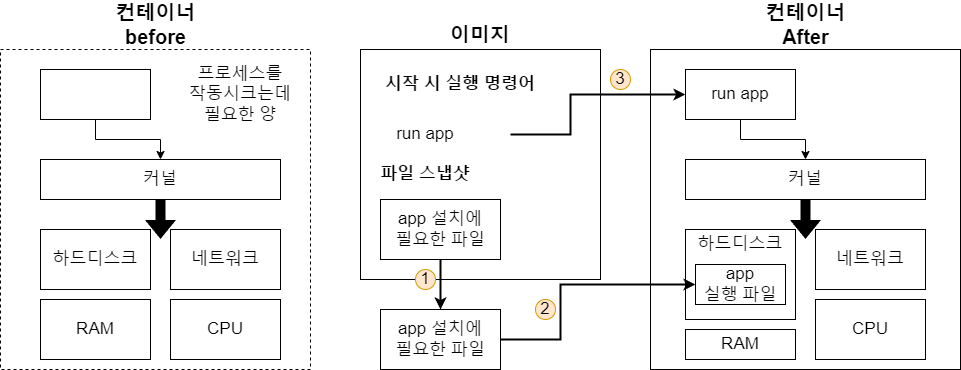 컨테이너
before
프로세스를
작동시크는데
필요한 양
커널
하드디스크
네트워크
RAM
CPU
이미지
시작 시 실행 명령어
run app
파일 스냅샷
app 설치에
필요한 파일
1
app 설치에
필요한 파일
2
3
컨테이너
After
run app
커널
하드디스크
app
실행 파일
네트워크
RAM
CPU